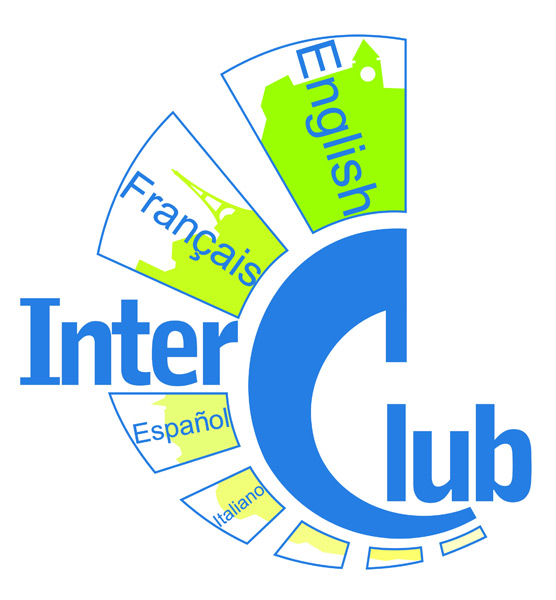 English
Français
Inter Club
Español
Italiano